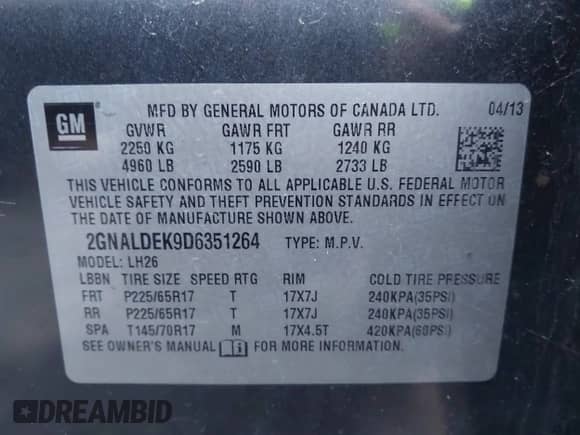 GM
MFD BY GENERAL MOTORS OF CANADA LTD. 04/13
GVWR GAWR FRT GAWR RR
2250 KG 1175 KG 1240 KG
4960 LB 2590 LB 2733 LB
THIS VEHICLE CONFORMS TO ALL APPLICABLE U.S. FEDERAL MOTOR
VEHICLE SAFETY AND THEFT PREVENTION STANDARDS IN EFFECT ON
THE DATE OF MANUFACTURE SHOWN ABOVE.
2GNALDEK9D6351264 TYPE: M.P.V.
MODEL: LH26
LBBN TIRE SIZE SPEED RTG RIM COLD TIRE PRESSURE
FRT P225/65R17 T 17X7J 240KPA(35PSI)
RR P225/65R17 T 17X7J 240KPA(35PSI)
SPA T145/70R17 M 17X4.5T 420KPA(60PSI)
SEE OWNER'S MANUAL FOR MORE INFORMATION.
DREAMBID